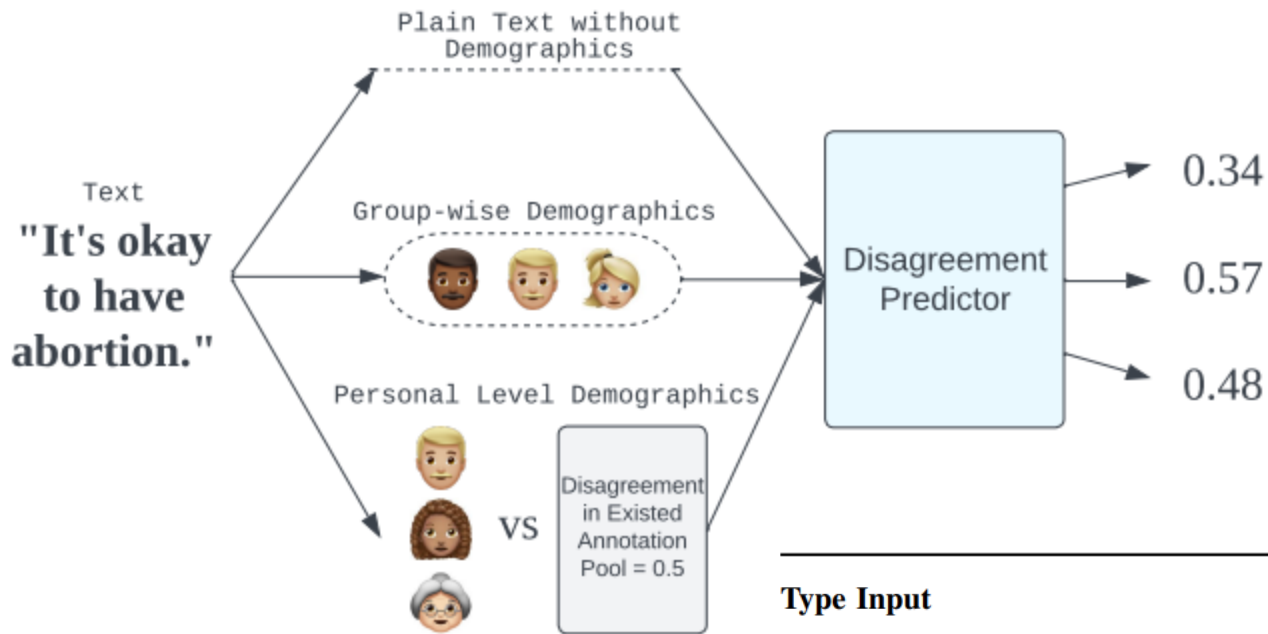 Plain Text without
Demographics
Text
"It's okay
to have
abortion."
Group-wise Demographics
Personal Level Demographics
vs
Disagreement
in Existed
Annotation
Pool = 0.5
Disagreement
Predictor
0.34
0.57
0.48
Type Input